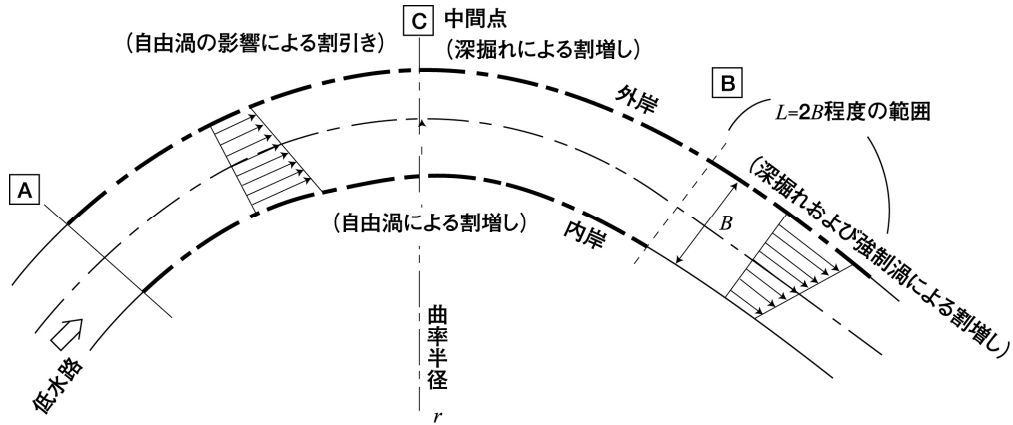 C 中間点
(自由渦の影響による割引き)
(深掘れによる割増し)
外岸
B
L=2B程度の範囲
A
(自由渦による割増し)
内岸
B
(深掘れおよび強制渦による割増し)
低水路
曲率半径
r